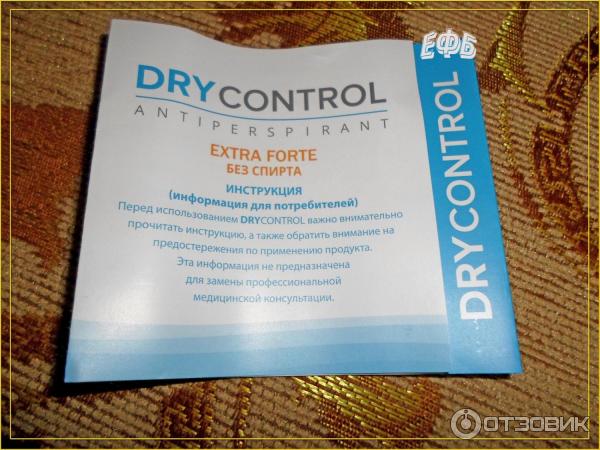 DRYCONTROL
ANTIPERSPIRANT
EXTRA FORTE
БЕЗ СПИРТА
ИНСТРУКЦИЯ
(информация для потребителей)
Перед использованием DRYCONTROL важно внимательно
прочитать инструкцию, а также обратить внимание на
предостережения по применению продукта.
Эта информация не предназначена
для замены профессиональной
медицинской консультации.
DRYCONTROL
ЕФБ
ОТЗОВИК